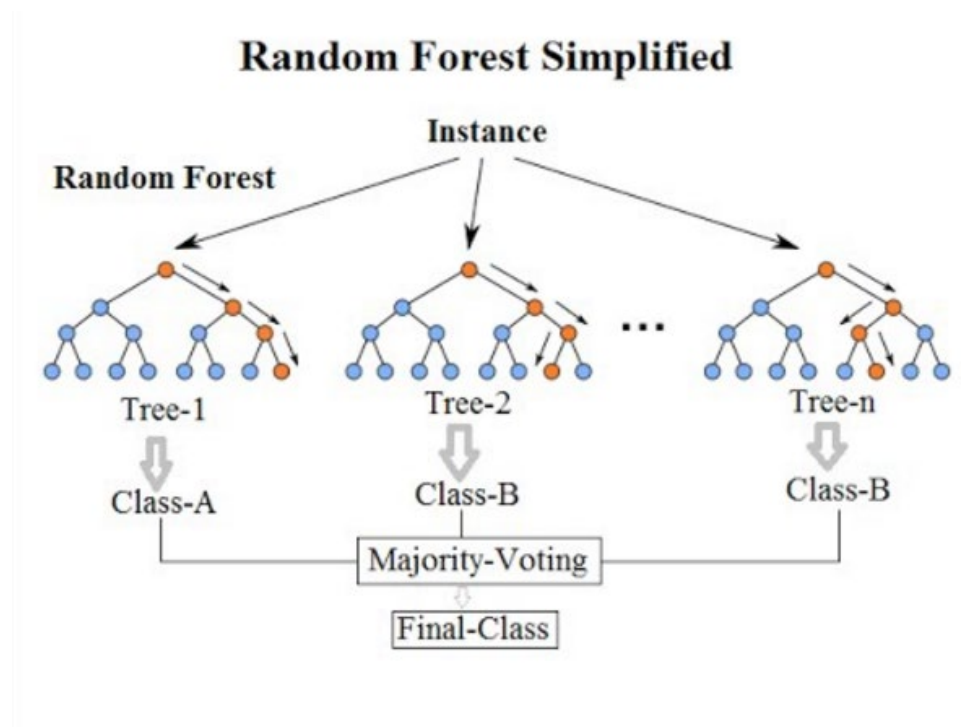 Random Forest Simplified
Instance
Random Forest
...
Tree-1
Tree-2
Tree-n
Class-A
Class-B
Class-B
Majority-Voting
Final-Class